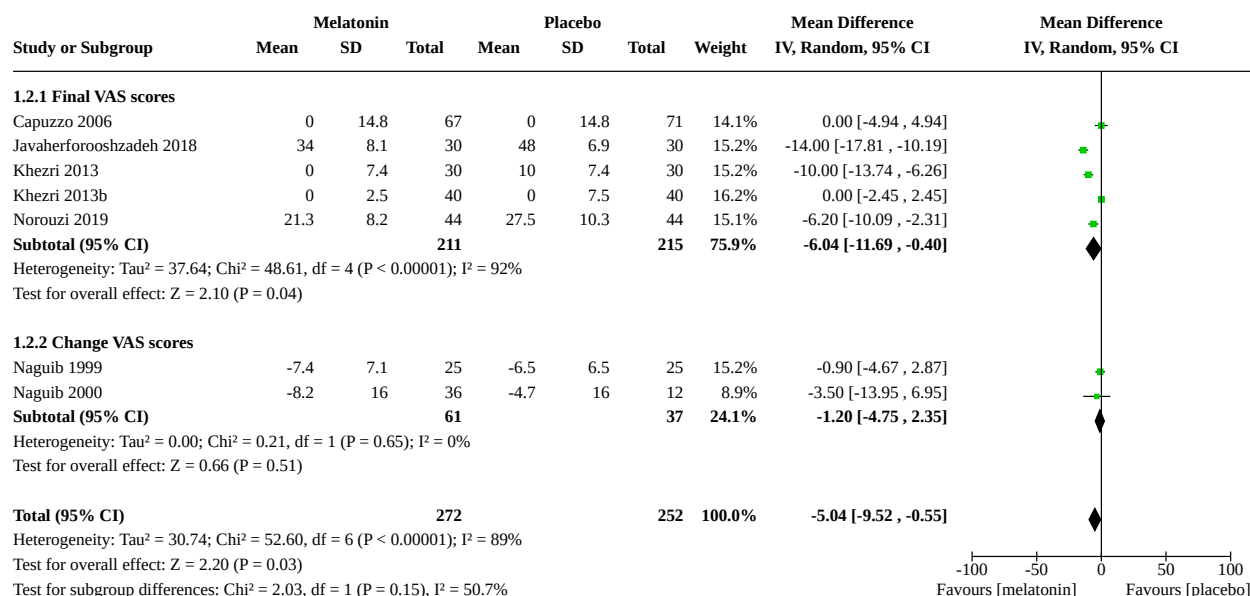 Melatonin Placebo Mean Difference Mean Difference
Study or Subgroup Mean SD Total Mean SD Total Weight IV, Random, 95% CI IV, Random, 95% CI
1.2.1 Final VAS scores
Capuzzo 2006 0 14.8 67 0 14.8 71 14.1% 0.00 [-4.94 , 4.94]
Javaherforooshzadeh 2018 34 8.1 30 48 6.9 30 15.2% -14.00 [-17.81 , -10.19]
Khezri 2013 0 7.4 30 10 7.4 30 15.2% -10.00 [-13.74 , -6.26]
Khezri 2013b 0 2.5 40 0 7.5 40 16.2% 0.00 [-2.45 , 2.45]
Norouzi 2019 21.3 8.2 44 27.5 10.3 44 15.1% -6.20 [-10.09 , -2.31]
Subtotal (95% CI) 211 215 75.9% -6.04 [-11.69 , -0.40]
Heterogeneity: Tau² = 37.64; Chi² = 48.61, df = 4 (P < 0.00001); I² = 92%
Test for overall effect: Z = 2.10 (P = 0.04)
1.2.2 Change VAS scores
Naguib 1999 -7.4 7.1 25 -6.5 6.5 25 15.2% -0.90 [-4.67 , 2.87]
Naguib 2000 -8.2 16 36 -4.7 16 12 8.9% -3.50 [-13.95 , 6.95]
Subtotal (95% CI) 61 37 24.1% -1.20 [-4.75 , 2.35]
Heterogeneity: Tau² = 0.00; Chi² = 0.21, df = 1 (P = 0.65); I² = 0%
Test for overall effect: Z = 0.66 (P = 0.51)
Total (95% CI) 272 252 100.0% -5.04 [-9.52 , -0.55]
Heterogeneity: Tau² = 30.74; Chi² = 52.60, df = 6 (P < 0.00001); I² = 89%
Test for overall effect: Z = 2.20 (P = 0.03)
-100 -50 0 50 100
Test for subgroup differences: Chi² = 2.03, df = 1 (P = 0.15), I² = 50.7%
Favours [melatonin] Favours [placebo]